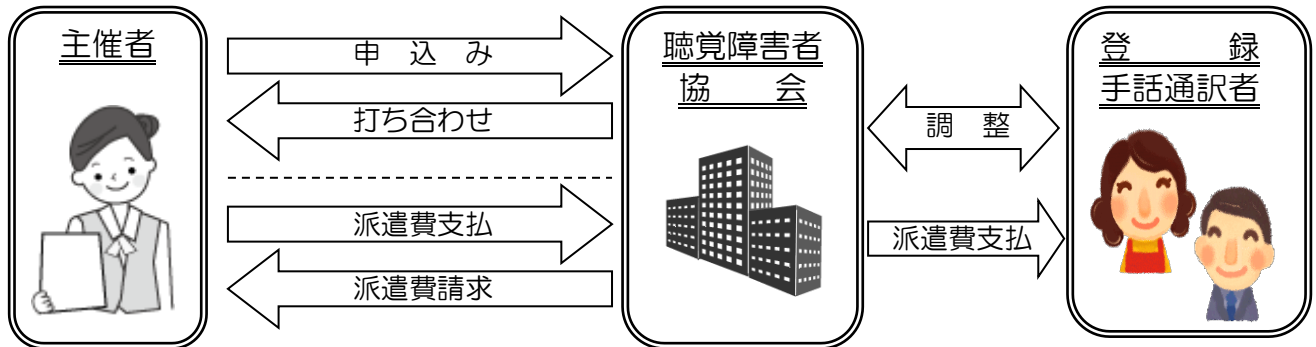 主催者
申　込　み
打ち合わせ
派遣費支払
派遣費請求
聴覚障害者
協　　会
調　整
派遣費支払
登　　　録
手話通訳者